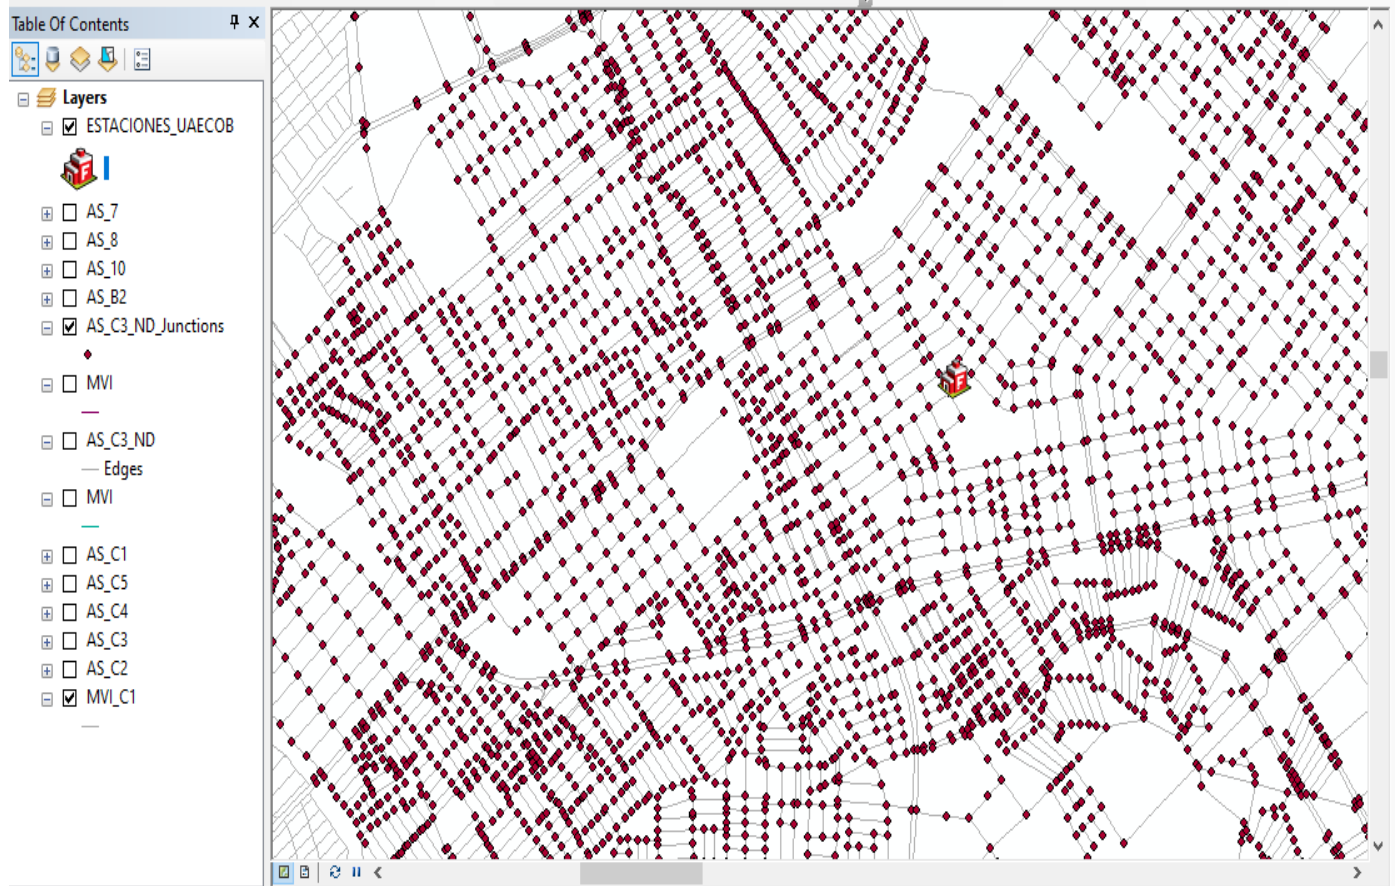 Table Of Contents
Layers
ESTACIONES_UAECOB
F
AS_7
AS_8
AS_10
AS_B2
AS_C3_ND_Junctions
MVI
AS_C3_ND
Edges
MVI
AS_C1
AS_C5
AS_C4
AS_C3
AS_C2
MVI_C1
F